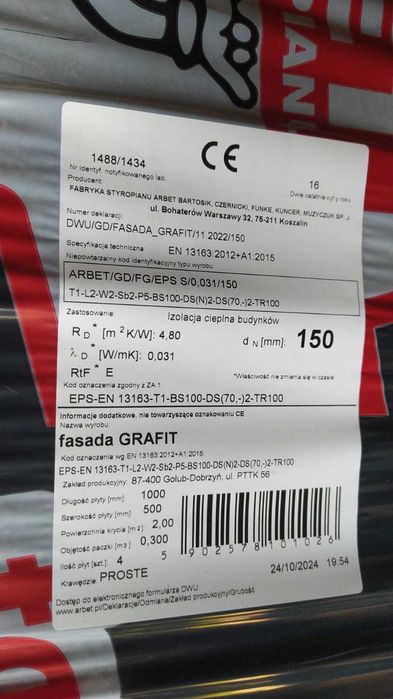 1488/1434
Nr identyf. notyfikowanego lab.
16
Dwie ostatnie cyfry roku
Producent:
FABRYKA STYROPIANU ARBET BARTOSIK, CZERNICKI, FUNKE, KUNCER, MUZYCZUK SP. J.
ul. Bohaterów Warszawy 32, 75-211 Koszalin
Numer deklaracji:
DWU/GD/FASADA_GRAFIT/11.2022/150
Specyfikacja techniczna: EN 13163:2012+A1:2015
Niepowtarzalny kod identyfikacyjny typu wyrobu
ARBET/GD/FG/EPS S/0,031/150
T1-L2-W2-Sb2-P5-BS100-DS(N)2-DS(70,-)2-TR100
Zastosowanie: Izolacja cieplna budynków
R D * [m 2 K/W]: 4,80
d N [mm]: 150
λ D * [W/mK]: 0,031
RtF * E
*Właściwość nie zmienia się w czasie
Kod oznaczenia zgodny z ZA.1:
EPS-EN 13163-T1-BS100-DS(70,-)2-TR100
Informacje dodatkowe, nie towarzyszące oznakowaniu CE
Nazwa wyrobu:
fasada GRAFIT
Kod oznaczenia wg EN 13163:2012+A1:2015:
EPS-EN 13163-T1-L2-W2-Sb2-P5-BS100-DS(N)2-DS(70,-)2-TR100
Zakład produkcyjny: 87-400 Golub-Dobrzyń, ul. PTTK 56
Długość płyty [mm]: 1000
Szerokość płyty [mm]: 500
Powierzchnia krycia [m 2]: 2,00
Objętość paczki [m3]: 0,300
Ilość płyt [szt.]: 4
5 902578 101026
Krawędzie: PROSTE
24/10/2024 19:54
Dostęp do elektronicznego formularza DWU:
www.arbet.pl/Deklaracje/Odmiana/Zakład produkcyjny/Grubość